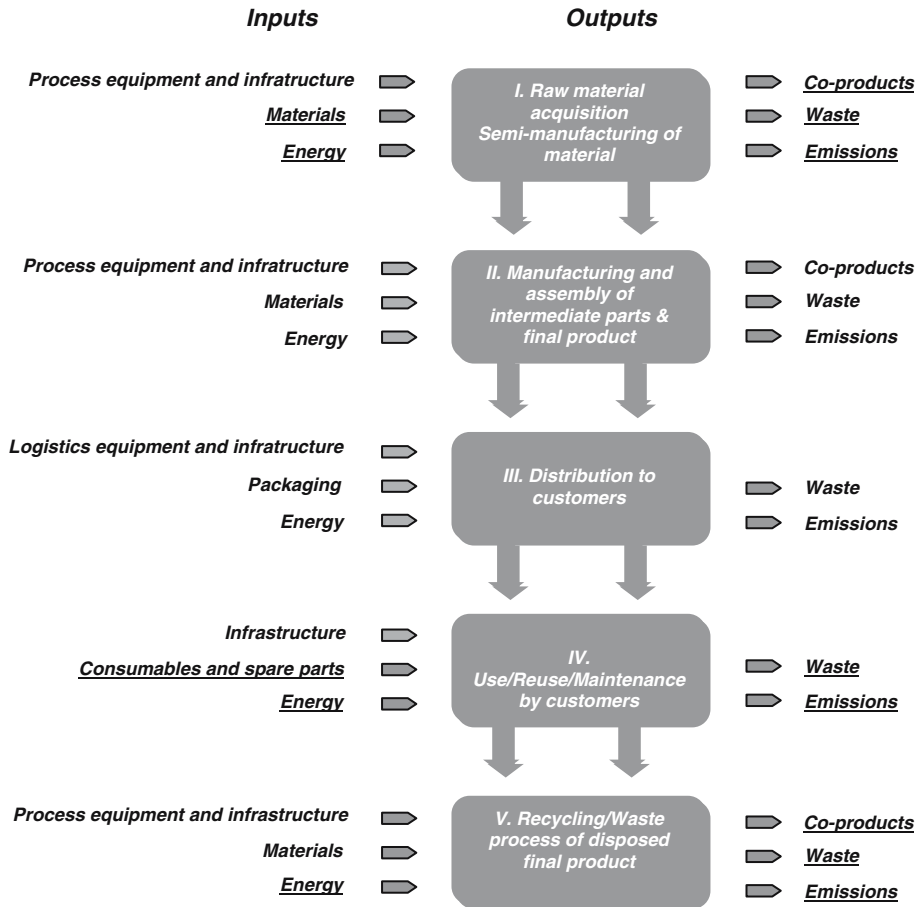 Inputs
Outputs
Process equipment and infratructure
Materials
Energy
I. Raw material
acquisition
Semi-manufacturing of
material
Co-products
Waste
Emissions
Process equipment and infratructure
Materials
Energy
II. Manufacturing and
assembly of
intermediate parts &
final product
Co-products
Waste
Emissions
Logistics equipment and infratructure
Packaging
Energy
III. Distribution to
customers
Waste
Emissions
Infrastructure
Consumables and spare parts
Energy
IV.
Use/Reuse/Maintenance
by customers
Waste
Emissions
Process equipment and infrastructure
Materials
Energy
V. Recycling/Waste
process of disposed
final product
Co-products
Waste
Emissions